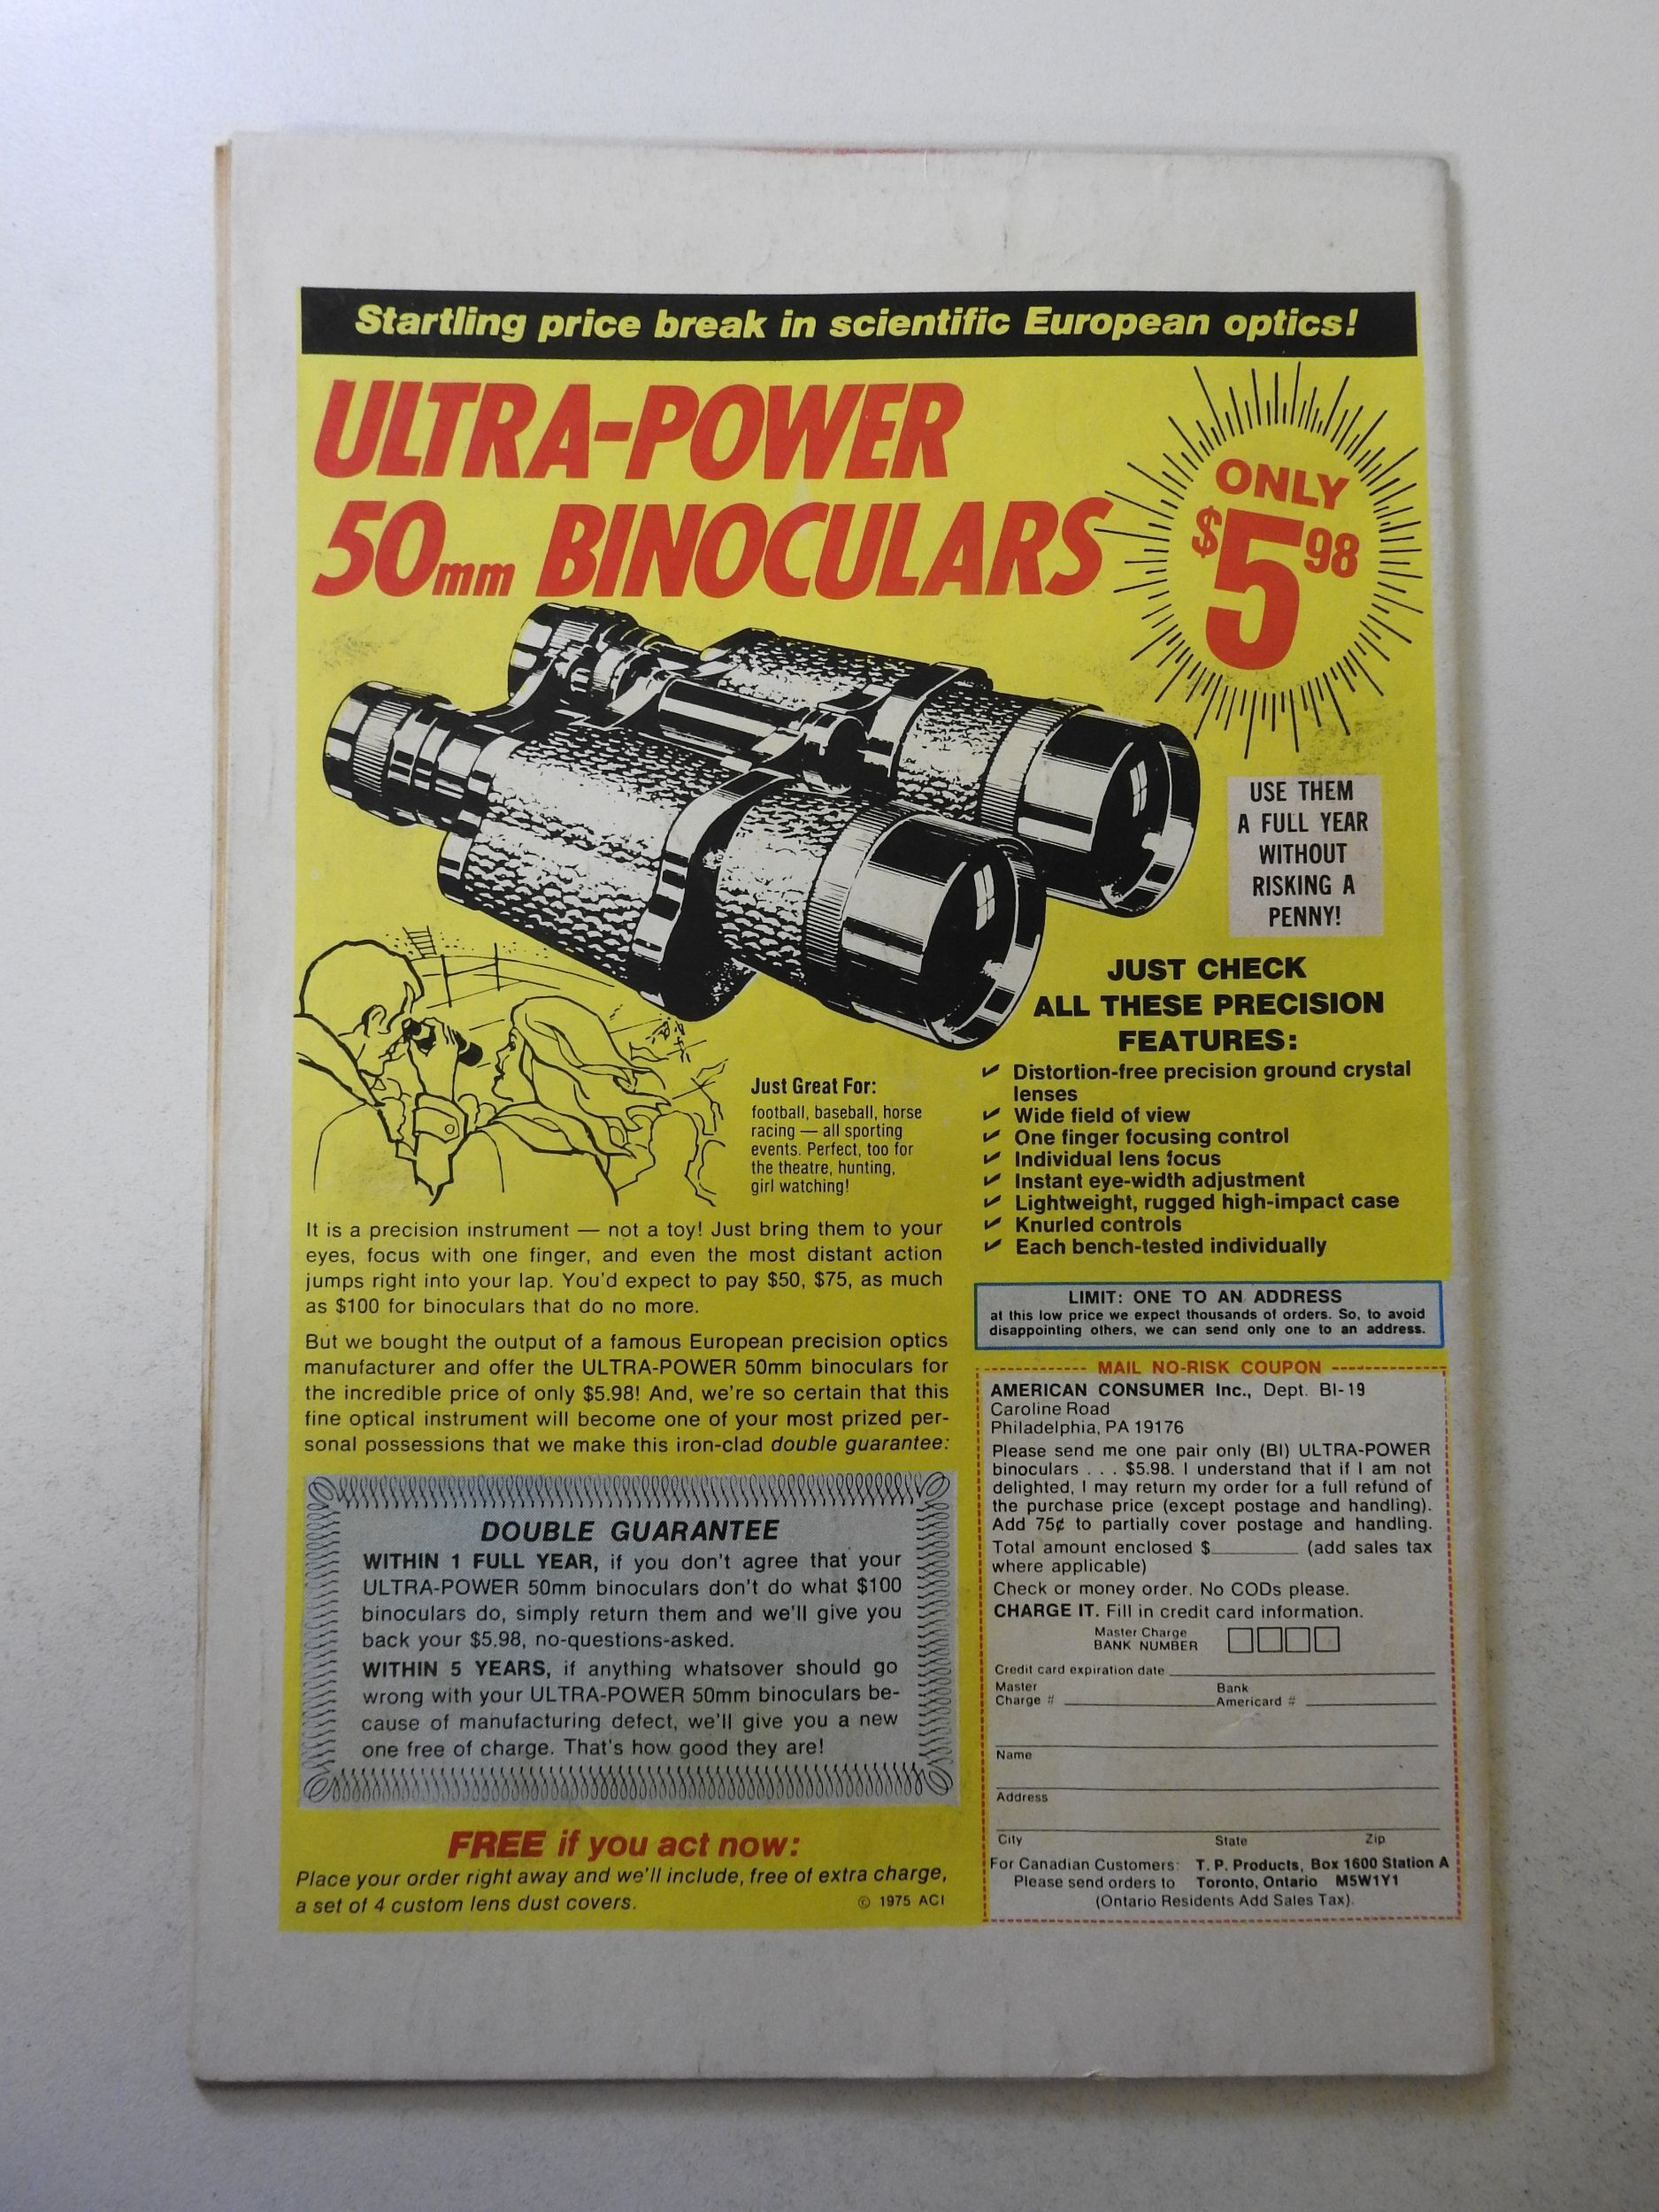 Startling price break in scientific European optics!
ULTRA-POWER
50mm BINOCULARS
ONLY
$5 98
USE THEM
A FULL YEAR
WITHOUT
RISKING A
PENNY!
JUST CHECK
ALL THESE PRECISION
FEATURES:
✓ Distortion-free precision ground crystal
lenses
✓ Wide field of view
✓ One finger focusing control
✓ Individual lens focus
✓ Instant eye-width adjustment
✓ Lightweight, rugged high-impact case
✓ Knurled controls
✓ Each bench-tested individually
Just Great For:
football, baseball, horse
racing — all sporting
events. Perfect, too for
the theatre, hunting,
girl watching!
It is a precision instrument — not a toy! Just bring them to your
eyes, focus with one finger, and even the most distant action
jumps right into your lap. You'd expect to pay $50, $75, as much
as $100 for binoculars that do no more.
But we bought the output of a famous European precision optics
manufacturer and offer the ULTRA-POWER 50mm binoculars for
the incredible price of only $5.98! And, we're so certain that this
fine optical instrument will become one of your most prized per-
sonal possessions that we make this iron-clad double guarantee:
DOUBLE GUARANTEE
WITHIN 1 FULL YEAR, if you don't agree that your
ULTRA-POWER 50mm binoculars don't do what $100
binoculars do, simply return them and we'll give you
back your $5.98, no-questions-asked.
WITHIN 5 YEARS, if anything whatsover should go
wrong with your ULTRA-POWER 50mm binoculars be-
cause of manufacturing defect, we'll give you a new
one free of charge. That's how good they are!
FREE if you act now:
Place your order right away and we'll include, free of extra charge,
a set of 4 custom lens dust covers.
© 1975 ACI
LIMIT: ONE TO AN ADDRESS
at this low price we expect thousands of orders. So, to avoid
disappointing others, we can send only one to an address.
MAIL NO-RISK COUPON
AMERICAN CONSUMER Inc., Dept. BI-19
Caroline Road
Philadelphia, PA 19176
Please send me one pair only (BI) ULTRA-POWER
binoculars . . . $5.98. I understand that if I am not
delighted, I may return my order for a full refund of
the purchase price (except postage and handling).
Add 75¢ to partially cover postage and handling.
Total amount enclosed $________ (add sales tax
where applicable)
Check or money order. No CODs please.
CHARGE IT. Fill in credit card information.
Master Charge
BANK NUMBER
Credit card expiration date
Master
Charge #
Bank
Americard #
Name
Address
City State Zip
For Canadian Customers: T. P. Products, Box 1600 Station A
Please send orders to Toronto, Ontario M5W1Y1
(Ontario Residents Add Sales Tax).